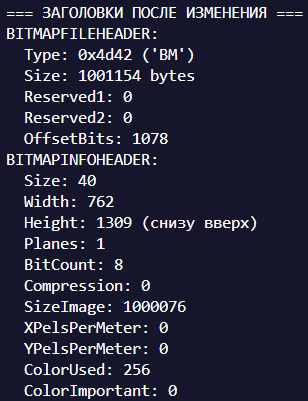 === ЗАГОЛОВКИ ПОСЛЕ ИЗМЕНЕНИЯ ===
BITMAPFILEHEADER:
Type: 0x4d42 ('BM')
Size: 1001154 bytes
Reserved1: 0
Reserved2: 0
OffsetBits: 1078
BITMAPINFOHEADER:
Size: 40
Width: 762
Height: 1309 (снизу вверх)
Planes: 1
BitCount: 8
Compression: 0
SizeImage: 1000076
XPelsPerMeter: 0
YPelsPerMeter: 0
ColorUsed: 256
ColorImportant: 0